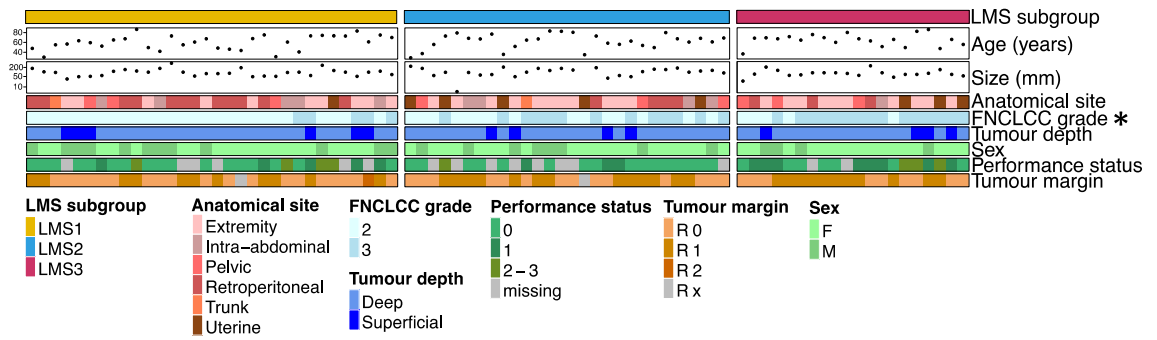 LMS subgroup
80
60
40
Age (years)
200
50
10
Size (mm)
Anatomical site
FNCLCC grade *
Tumour depth
Sex
Performance status
Tumour margin
LMS subgroup
LMS1
LMS2
LMS3
Anatomical site
Extremity
Intra-abdominal
Pelvic
Retroperitoneal
Trunk
Uterine
FNCLCC grade
2
3
Tumour depth
Deep
Superficial
Performance status
0
1
2-3
missing
Tumour margin
R 0
R 1
R 2
R x
Sex
F
M